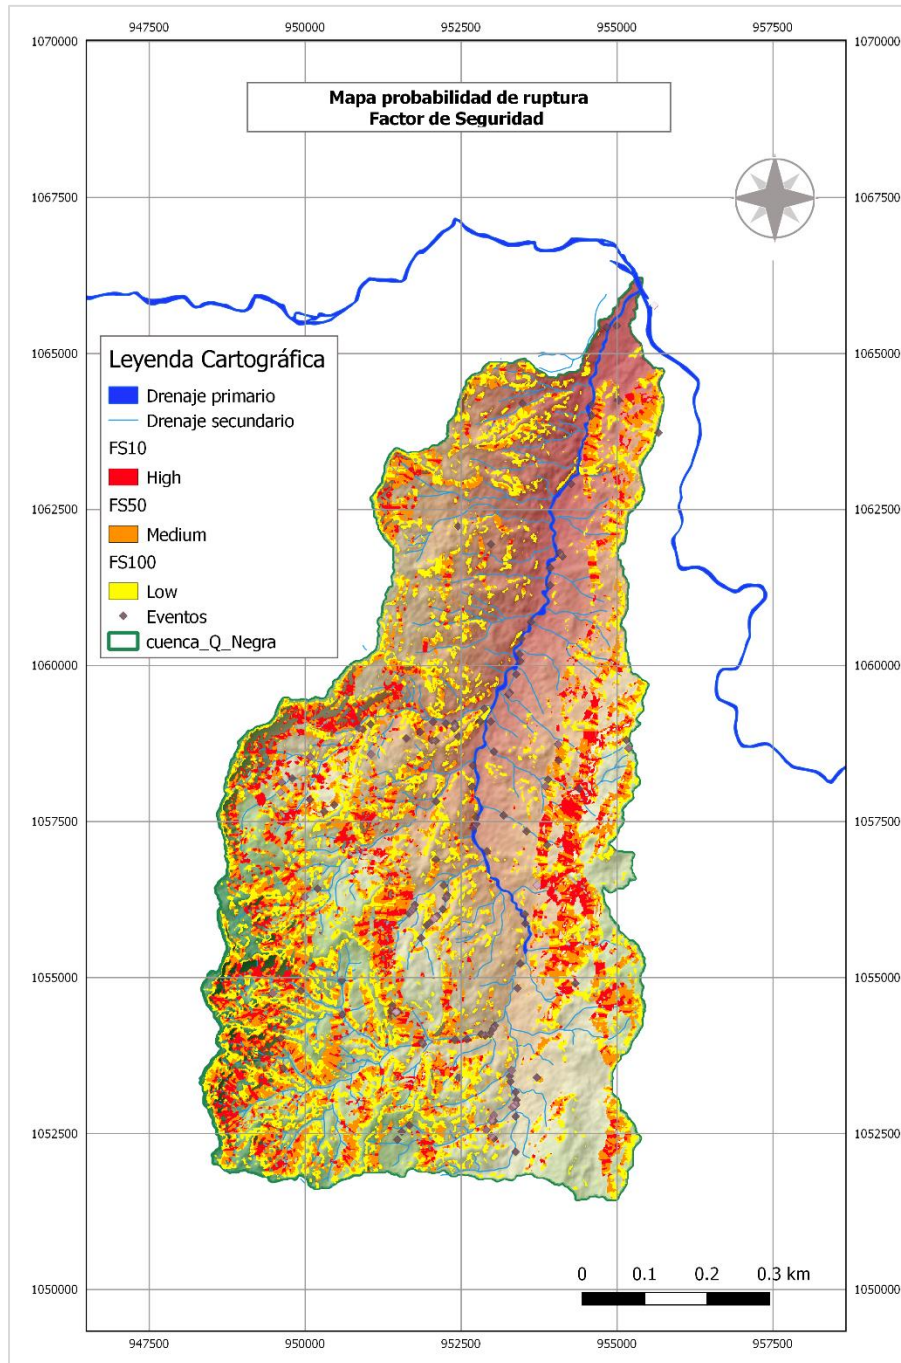 947500 950000 952500 955000 957500
1070000 1070000
Mapa probabilidad de ruptura
Factor de Seguridad
1067500 1067500
1065000 1065000
Leyenda Cartográfica
Drenaje primario
Drenaje secundario
FS10
High
FS50
Medium
FS100
Low
Eventos
cuenca_Q_Negra
1062500 1062500
1060000 1060000
1057500 1057500
1055000 1055000
1052500 1052500
0 0.1 0.2 0.3 km
1050000 1050000
947500 950000 952500 955000 957500